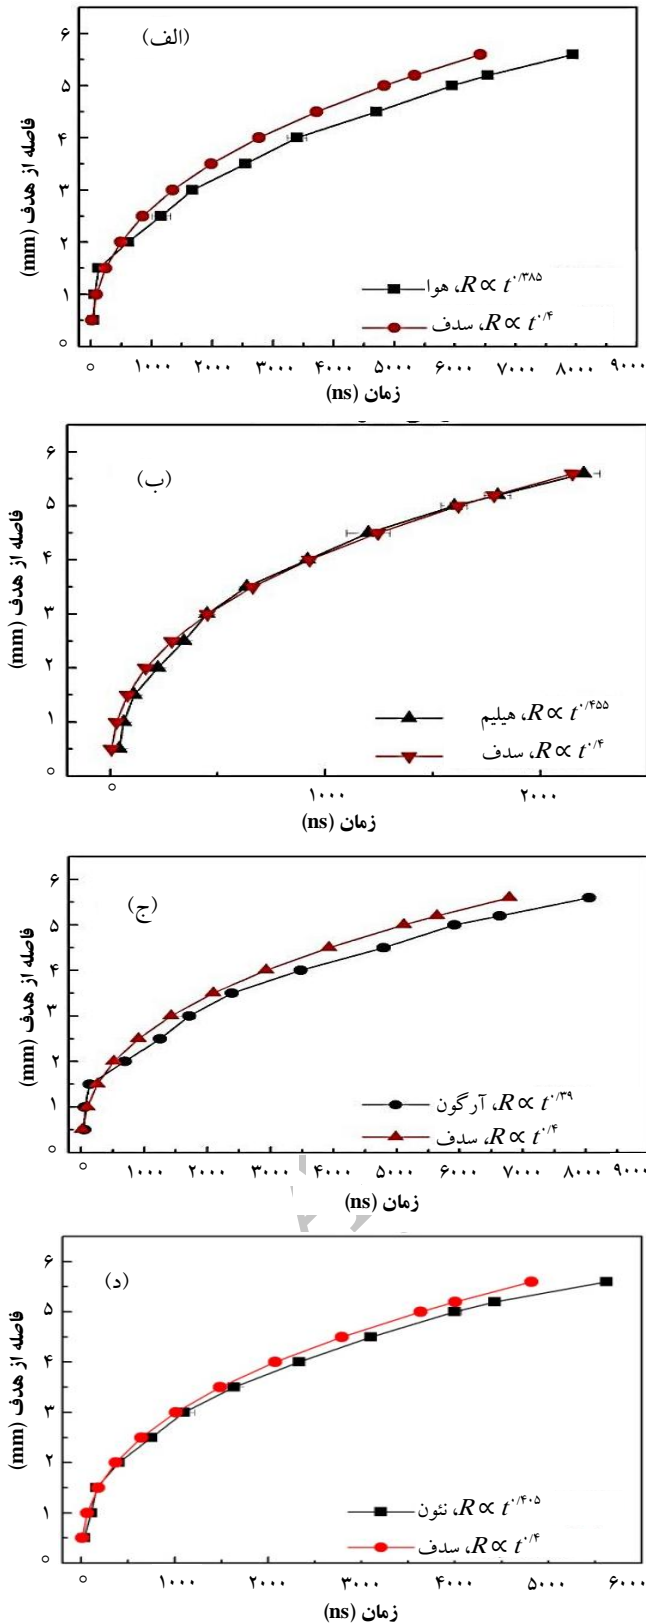 (الف)
۶
۵
۴
۳
۲
۱
۰
فاصله از هدف (mm)
هوا، R ∝ t^۰/۳۸۵
سدف، R ∝ t^۰/۴
۰ ۱۰۰۰ ۲۰۰۰ ۳۰۰۰ ۴۰۰۰ ۵۰۰۰ ۶۰۰۰ ۷۰۰۰ ۸۰۰۰ ۹۰۰۰
زمان (ns)
(ب)
۶
۵
۴
۳
۲
۱
۰
فاصله از هدف (mm)
هیلیم، R ∝ t^۰/۴۵۵
سدف، R ∝ t^۰/۴
۰ ۱۰۰۰ ۲۰۰۰
زمان (ns)
(ج)
۶
۵
۴
۳
۲
۱
۰
فاصله از هدف (mm)
آرگون، R ∝ t^۰/۳۹
سدف، R ∝ t^۰/۴
۰ ۱۰۰۰ ۲۰۰۰ ۳۰۰۰ ۴۰۰۰ ۵۰۰۰ ۶۰۰۰ ۷۰۰۰ ۸۰۰۰ ۹۰۰۰
زمان (ns)
(د)
۶
۵
۴
۳
۲
۱
۰
فاصله از هدف (mm)
نئون، R ∝ t^۰/۴۰۵
سدف، R ∝ t^۰/۴
۰ ۱۰۰۰ ۲۰۰۰ ۳۰۰۰ ۴۰۰۰ ۵۰۰۰ ۶۰۰۰
زمان (ns)